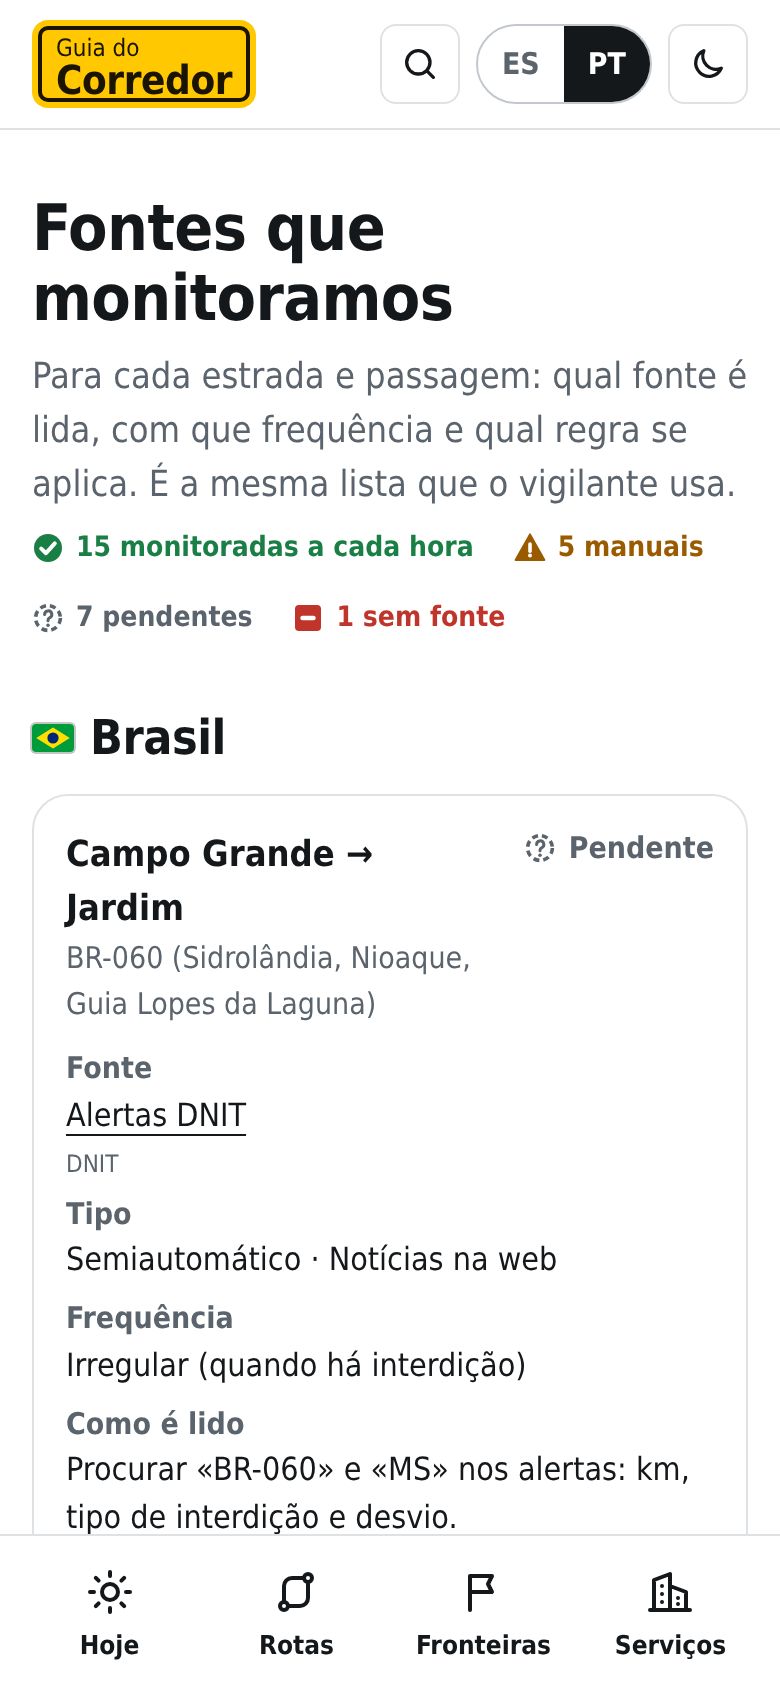 Guia do
Corredor
ES
PT
Fontes que
monitoramos
Para cada estrada e passagem: qual fonte é
lida, com que frequência e qual regra se
aplica. É a mesma lista que o vigilante usa.
15 monitoradas a cada hora
5 manuais
7 pendentes
1 sem fonte
Brasil
Campo Grande →
Jardim
Pendente
BR-060 (Sidrolândia, Nioaque,
Guia Lopes da Laguna)
Fonte
Alertas DNIT
DNIT
Tipo
Semiautomático · Notícias na web
Frequência
Irregular (quando há interdição)
Como é lido
Procurar «BR-060» e «MS» nos alertas: km,
tipo de interdição e desvio.
Hoje
Rotas
Fronteiras
Serviços